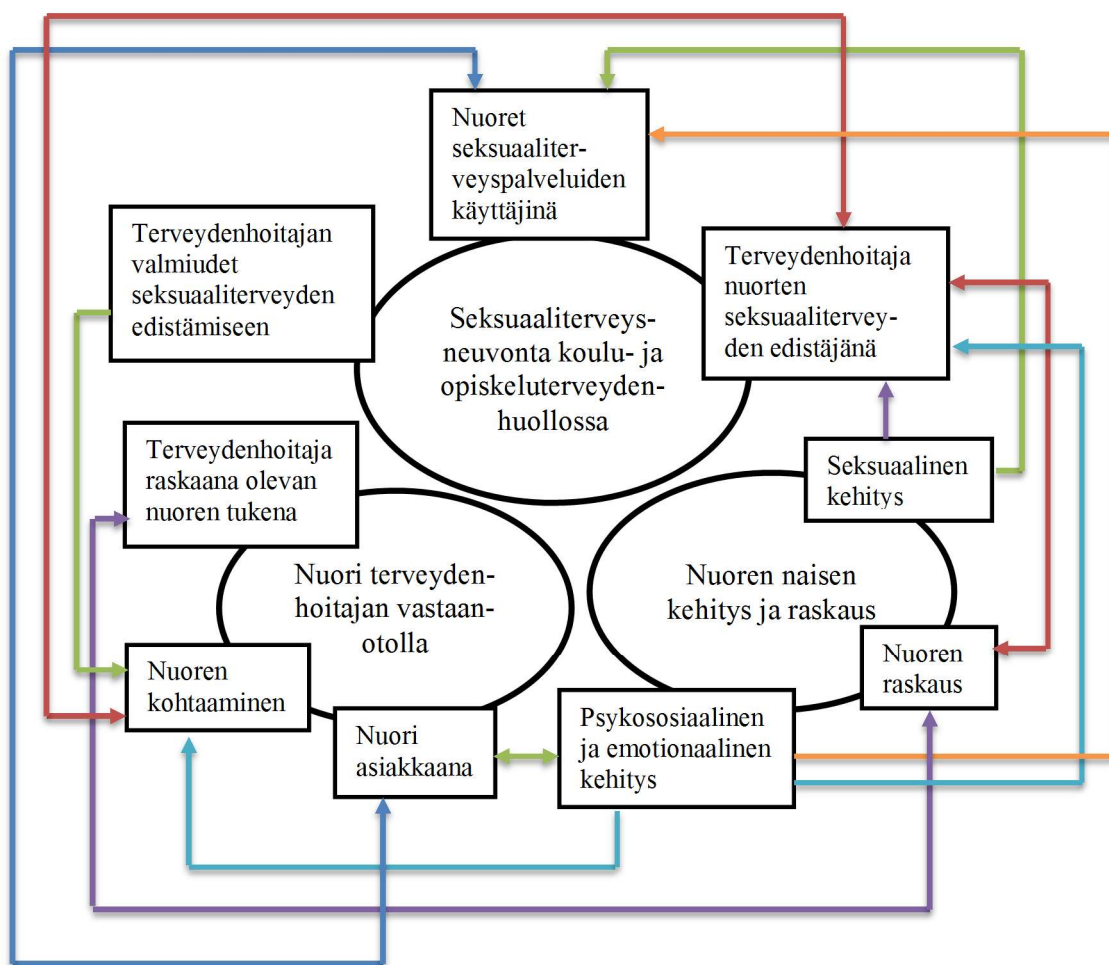 Nuoret
seksuaaliter-
veyspalveluiden
käyttäjinä
Terveydenhoitajan
valmiudet
seksuaaliterveyden
edistämiseen
Terveydenhoitaja
nuorten
seksuaalitervey-
den edistäjänä
Seksuaaliterveys-
neuvonta koulu- ja
opiskeluterveyden-
huollossa
Terveydenhoitaja
raskaana olevan
nuoren tukena
Seksuaalinen
kehitys
Nuori terveyden-
hoitajan vastaan-
otolla
Nuoren naisen
kehitys ja raskaus
Nuoren
kohtaaminen
Nuoren
raskaus
Nuori
asiakkaana
Psykososiaalinen
ja emotionaalinen
kehitys